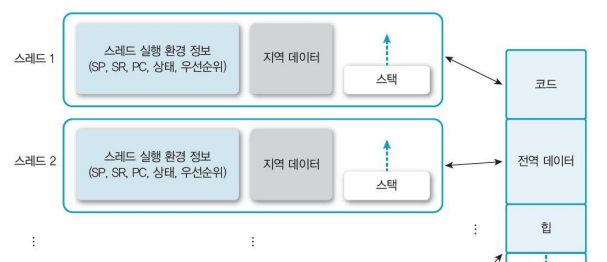 스레드 1
스레드 실행 환경 정보
(SP, SR, PC, 상태, 우선순위)
지역 데이터
스택
코드
스레드 2
스레드 실행 환경 정보
(SP, SR, PC, 상태, 우선순위)
지역 데이터
스택
전역 데이터
힙